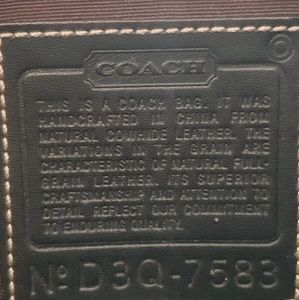 ©
COACH
THIS IS A COACH BAG. IT WAS
HANDCRAFTED IN CHINA FROM
NATURAL COWHIDE LEATHER. THE
VARIATIONS IN THE GRAIN ARE
CHARACTERISTICS OF NATURAL FULL-
GRAIN LEATHER. ITS SUPERIOR
CRAFTSMANSHIP AND ATTENTION TO
DETAIL REFLECT OUR COMMITMENT
TO ENDURING QUALITY.
Nº D3Q-7583